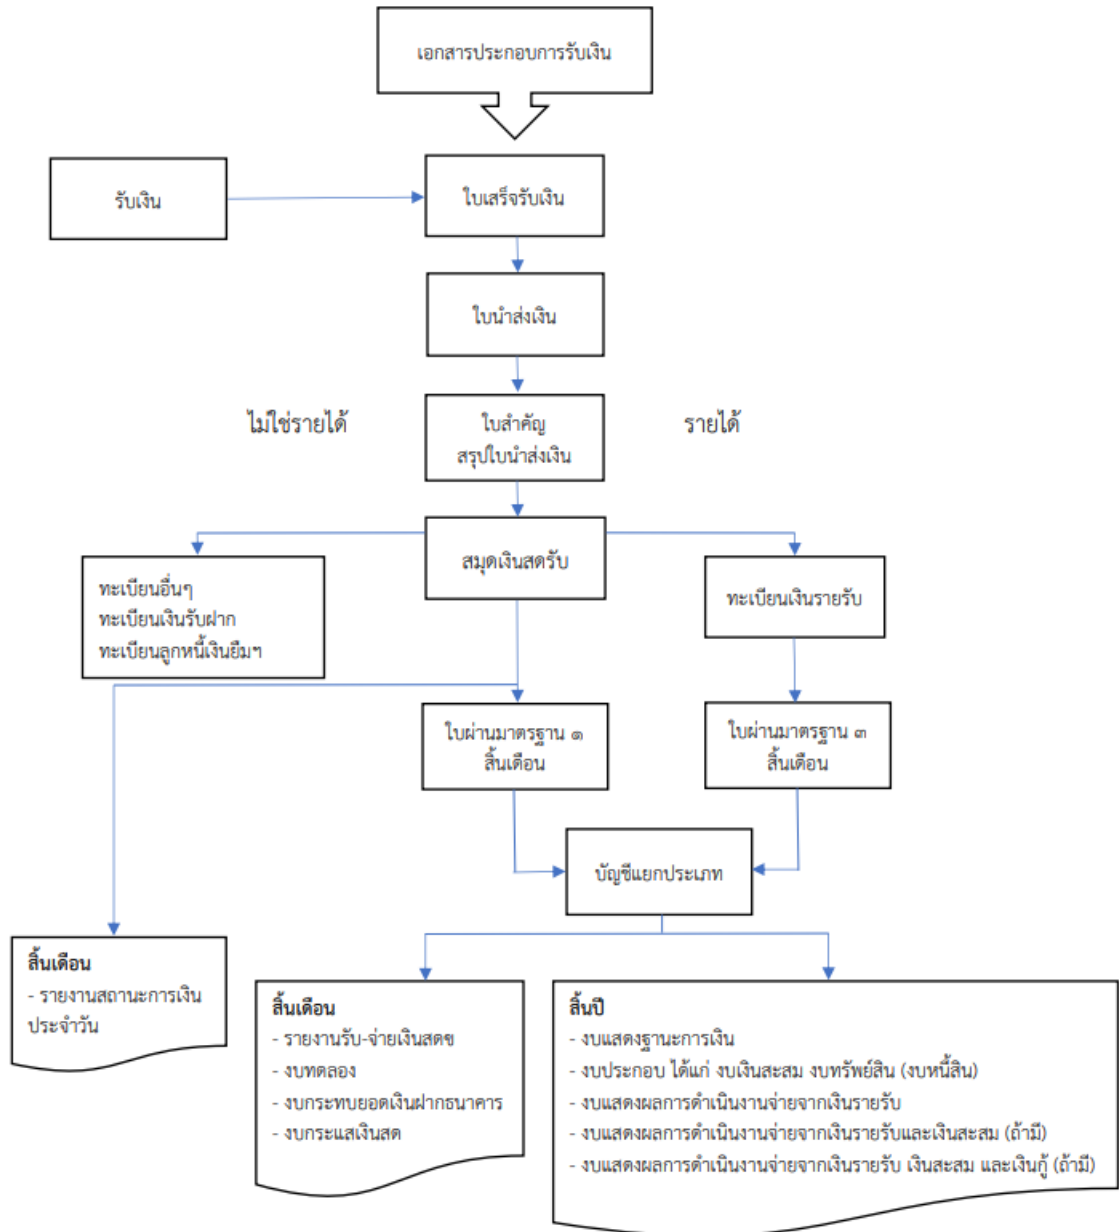 เอกสารประกอบการรับเงิน
รับเงิน
ใบเสร็จรับเงิน
ใบนำส่งเงิน
ไม่ใช่รายได้
ใบสำคัญ
สรุปใบนำส่งเงิน
รายได้
สมุดเงินสดรับ
ทะเบียนอื่นๆ
ทะเบียนเงินรับฝาก
ทะเบียนลูกหนี้เงินยืมฯ
ทะเบียนเงินรายรับ
ใบผ่านมาตรฐาน ๑
สิ้นเดือน
ใบผ่านมาตรฐาน ๓
สิ้นเดือน
บัญชีแยกประเภท
สิ้นเดือน
- รายงานสถานะการเงิน
ประจำวัน
สิ้นเดือน
- รายงานรับ-จ่ายเงินสดข
- งบทดลอง
- งบกระทบยอดเงินฝากธนาคาร
- งบกระแสเงินสด
สิ้นปี
- งบแสดงฐานะการเงิน
- งบประกอบ ได้แก่ งบเงินสะสม งบทรัพย์สิน (งบหนี้สิน)
- งบแสดงผลการดำเนินงานจ่ายจากเงินรายรับ
- งบแสดงผลการดำเนินงานจ่ายจากเงินรายรับและเงินสะสม (ถ้ามี)
- งบแสดงผลการดำเนินงานจ่ายจากเงินรายรับ เงินสะสม และเงินกู้ (ถ้ามี)